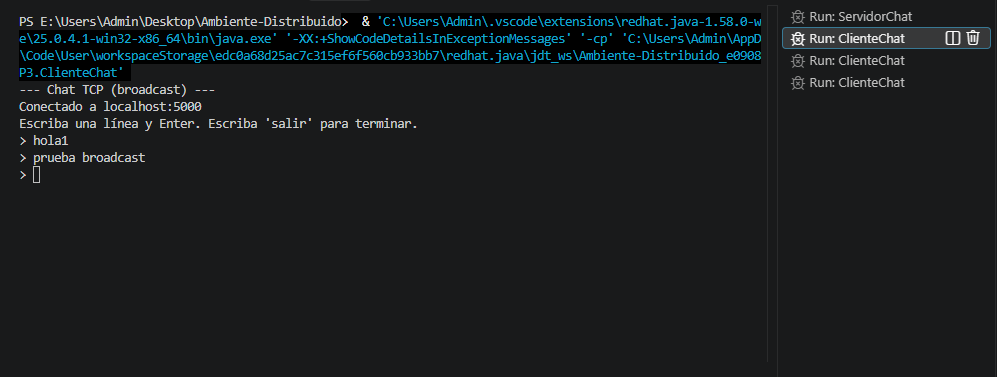 PS E:\Users\Admin\Desktop\Ambiente-Distribuido>  & 'C:\Users\Admin\.vscode\extensions\redhat.java-1.58.0-w
e\25.0.4.1-win32-x86_64\bin\java.exe' '-XX:+ShowCodeDetailsInExceptionMessages' '-cp' 'C:\Users\Admin\AppD
\Code\User\workspaceStorage\edc0a68d25ac7c315ef6f560cb933bb7\redhat.java\jdt_ws\Ambiente-Distribuido_e0908
P3.ClienteChat'
--- Chat TCP (broadcast) ---
Conectado a localhost:5000
Escriba una línea y Enter. Escriba 'salir' para terminar.
> hola1
> prueba broadcast
>
Run: ServidorChat
Run: ClienteChat
Run: ClienteChat
Run: ClienteChat